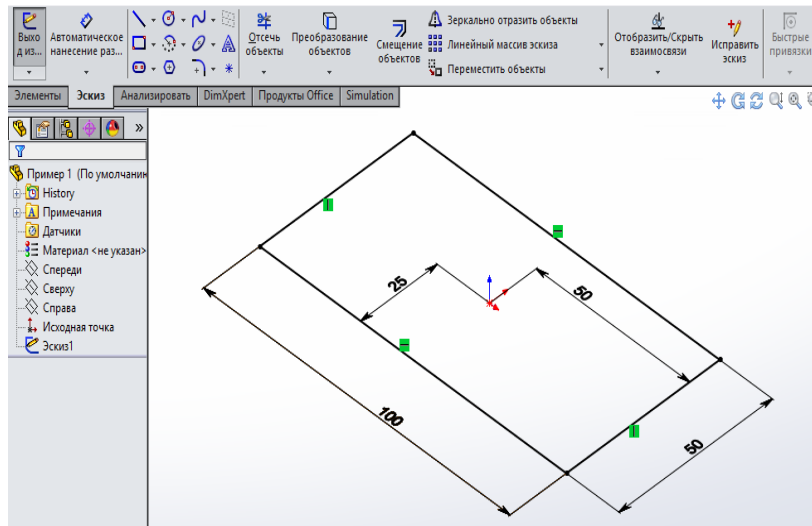 Выхо
д из...
Автоматическое
нанесение раз...
Отсечь
объекты
Преобразование
объектов
Смещение
объектов
Зеркально отразить объекты
Линейный массив эскиза
Переместить объекты
Отобразить/Скрыть
взаимосвязи
Исправить
эскиз
Быстрые
привязки
Элементы
Эскиз
Анализировать
DimXpert
Продукты Office
Simulation
»
Пример 1 (По умолчани
History
Примечания
Датчики
Материал <не указан>
Спереди
Сверху
Справа
Исходная точка
Эскиз1
25
50
100
50